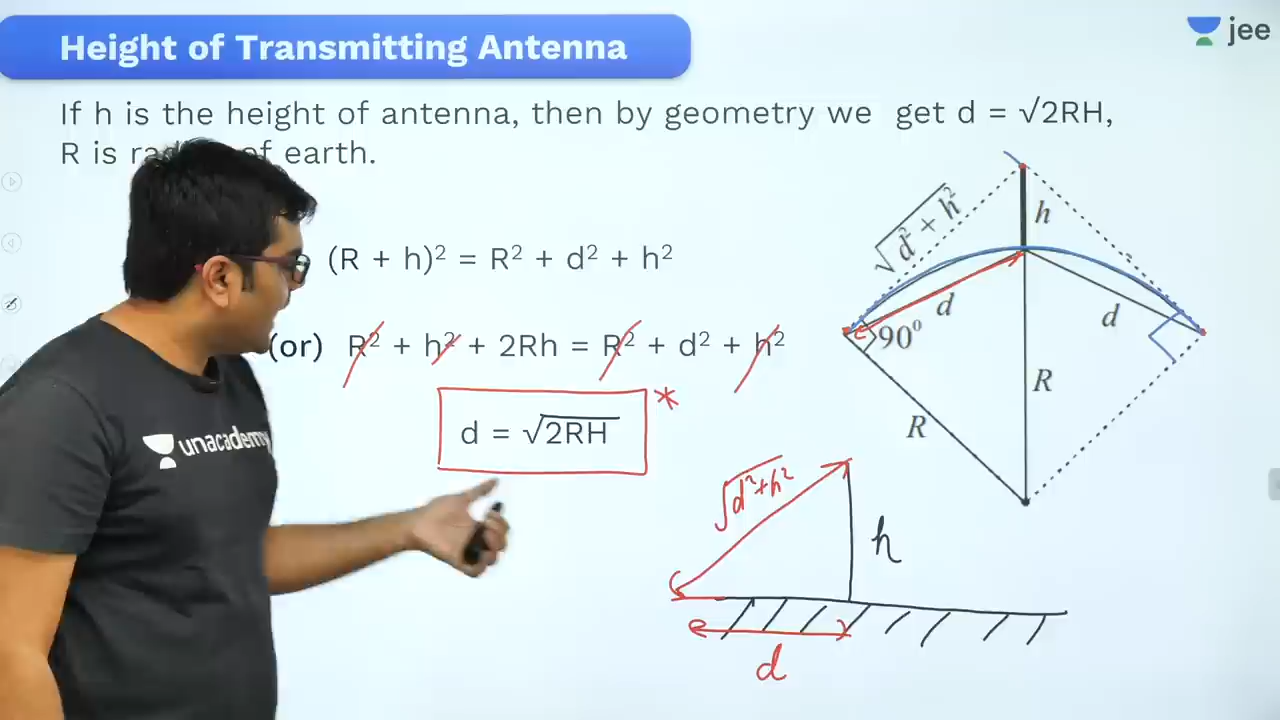 Height of Transmitting Antenna
jee
If h is the height of antenna, then by geometry we get d = √2RH,
R is of earth.
(R + h)² = R² + d² + h²
(or) R² + h² + 2Rh = R² + d² + h²
d = √2RH *
√d² + h²
h
d
d
90°
R
R
unacademy
√d²+h²
h
d